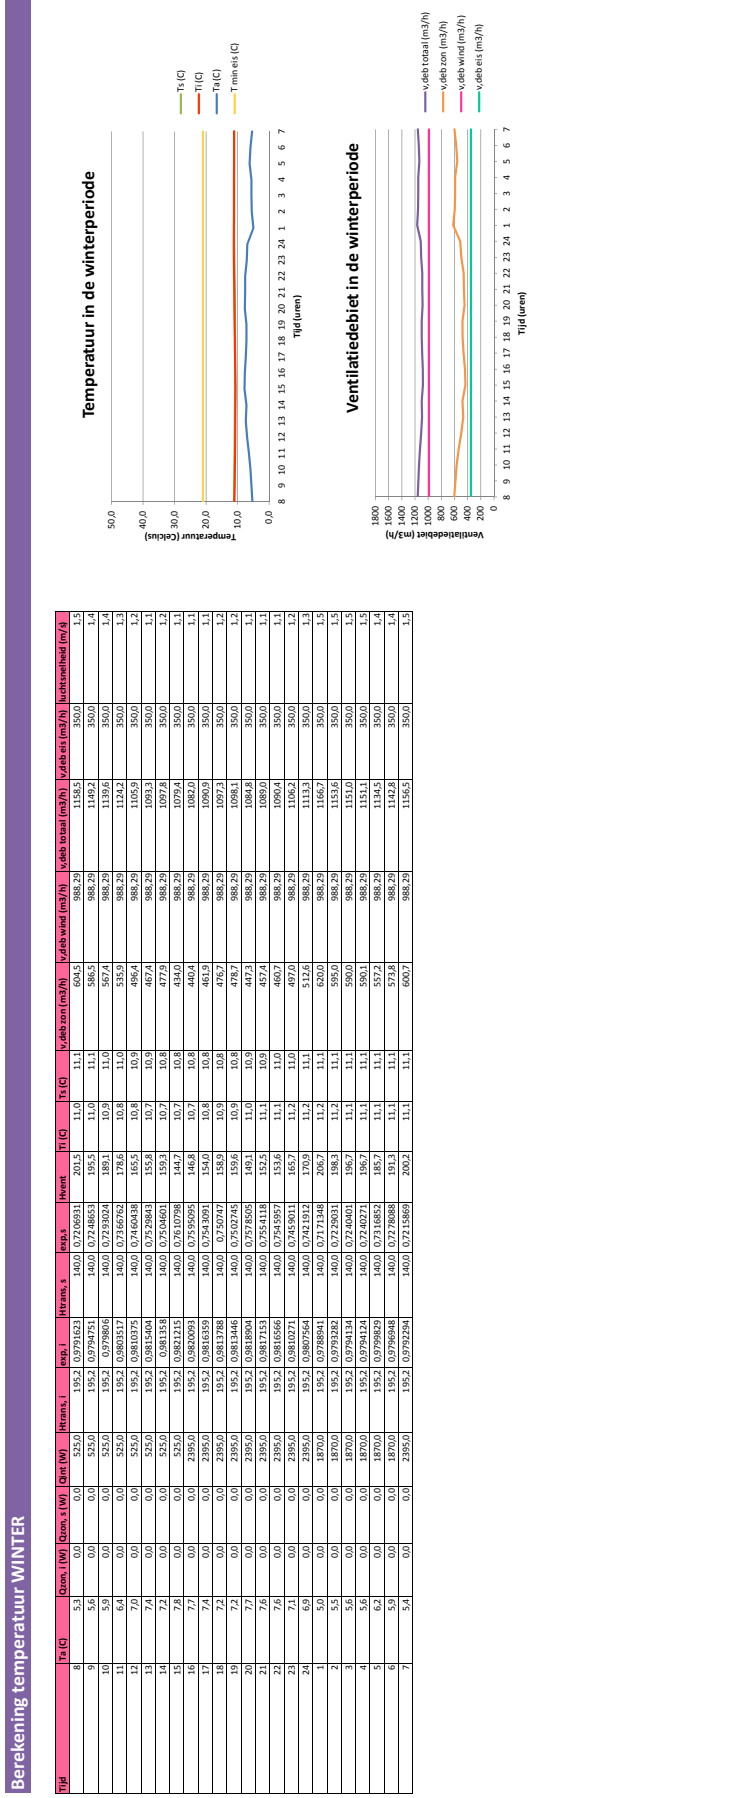 Berekening temperatuur WINTER
Tijd Ta (C) Qzon, i (W) Qzon, s (W) Qint (W) Htrans, i exp, i Htrans, s exp,s Hvent Ti (C) Ts (C) v,deb zon (m3/h) v,deb wind (m3/h) v,deb totaal (m3/h) v,deb eis (m3/h) luchtsnelheid (m/s)
8 5,3 0,0 0,0 525,0 195,2 0,9791623 140,0 0,7206931 201,5 11,0 11,1 604,5 988,29 1158,5 350,0 1,5
9 5,6 0,0 0,0 525,0 195,2 0,9794751 140,0 0,7248653 195,5 11,0 11,1 586,5 988,29 1149,2 350,0 1,4
10 5,9 0,0 0,0 525,0 195,2 0,979806 140,0 0,7293024 189,1 10,9 11,0 567,4 988,29 1139,6 350,0 1,4
11 6,4 0,0 0,0 525,0 195,2 0,9803517 140,0 0,7366762 178,6 10,8 11,0 535,9 988,29 1124,2 350,0 1,3
12 7,0 0,0 0,0 525,0 195,2 0,9810375 140,0 0,7460438 165,5 10,8 10,9 496,4 988,29 1105,9 350,0 1,2
13 7,4 0,0 0,0 525,0 195,2 0,9815404 140,0 0,7529843 155,8 10,7 10,9 467,4 988,29 1093,3 350,0 1,1
14 7,2 0,0 0,0 525,0 195,2 0,981358 140,0 0,7504601 159,3 10,7 10,8 477,9 988,29 1097,8 350,0 1,2
15 7,8 0,0 0,0 525,0 195,2 0,9821215 140,0 0,7610798 144,7 10,7 10,8 434,0 988,29 1079,4 350,0 1,1
16 7,7 0,0 0,0 2395,0 195,2 0,9820093 140,0 0,7595095 146,8 10,7 10,8 440,4 988,29 1082,0 350,0 1,1
17 7,4 0,0 0,0 2395,0 195,2 0,9816359 140,0 0,7543091 154,0 10,8 10,8 461,9 988,29 1090,9 350,0 1,1
18 7,2 0,0 0,0 2395,0 195,2 0,9813788 140,0 0,750747 158,9 10,9 10,8 476,7 988,29 1097,3 350,0 1,2
19 7,2 0,0 0,0 2395,0 195,2 0,9813446 140,0 0,7502745 159,6 10,9 10,8 478,7 988,29 1098,1 350,0 1,2
20 7,7 0,0 0,0 2395,0 195,2 0,9818904 140,0 0,7578505 149,1 11,0 10,9 447,3 988,29 1084,8 350,0 1,1
21 7,6 0,0 0,0 2395,0 195,2 0,9817153 140,0 0,7554118 152,5 11,1 10,9 457,4 988,29 1089,0 350,0 1,1
22 7,6 0,0 0,0 2395,0 195,2 0,9816566 140,0 0,7545957 153,6 11,1 11,0 460,7 988,29 1090,4 350,0 1,1
23 7,1 0,0 0,0 2395,0 195,2 0,9810271 140,0 0,7459011 165,7 11,2 11,0 497,0 988,29 1106,2 350,0 1,2
24 6,9 0,0 0,0 2395,0 195,2 0,9807564 140,0 0,7421912 170,9 11,2 11,1 512,6 988,29 1113,3 350,0 1,3
1 5,0 0,0 0,0 1870,0 195,2 0,9788941 140,0 0,7171348 206,7 11,2 11,1 620,0 988,29 1166,7 350,0 1,5
2 5,5 0,0 0,0 1870,0 195,2 0,9793282 140,0 0,7229031 198,3 11,2 11,1 595,0 988,29 1153,6 350,0 1,5
3 5,6 0,0 0,0 1870,0 195,2 0,9794134 140,0 0,7240401 196,7 11,1 11,1 590,0 988,29 1151,0 350,0 1,5
4 5,6 0,0 0,0 1870,0 195,2 0,9794124 140,0 0,7240271 196,7 11,1 11,1 590,1 988,29 1151,1 350,0 1,5
5 6,2 0,0 0,0 1870,0 195,2 0,9799829 140,0 0,7316852 185,7 11,1 11,1 557,2 988,29 1134,5 350,0 1,4
6 5,9 0,0 0,0 1870,0 195,2 0,9796948 140,0 0,7278088 191,3 11,1 11,1 573,8 988,29 1142,8 350,0 1,4
7 5,4 0,0 0,0 2395,0 195,2 0,9792294 140,0 0,7215869 200,2 11,1 11,1 600,7 988,29 1156,5 350,0 1,5
Temperatuur in de winterperiode
Temperatuur (Celcius)
50,0
40,0
30,0
20,0
10,0
0,0
8 9 10 11 12 13 14 15 16 17 18 19 20 21 22 23 24 1 2 3 4 5 6 7
Tijd (uren)
Ts (C)
Ti (C)
Ta (C)
T min eis (C)
Ventilatiedebiet in de winterperiode
Ventilatiedebiet (m3/h)
1800
1600
1400
1200
1000
800
600
400
200
0
8 9 10 11 12 13 14 15 16 17 18 19 20 21 22 23 24 1 2 3 4 5 6 7
Tijd (uren)
v,deb totaal (m3/h)
v,deb zon (m3/h)
v,deb wind (m3/h)
v,deb eis (m3/h)